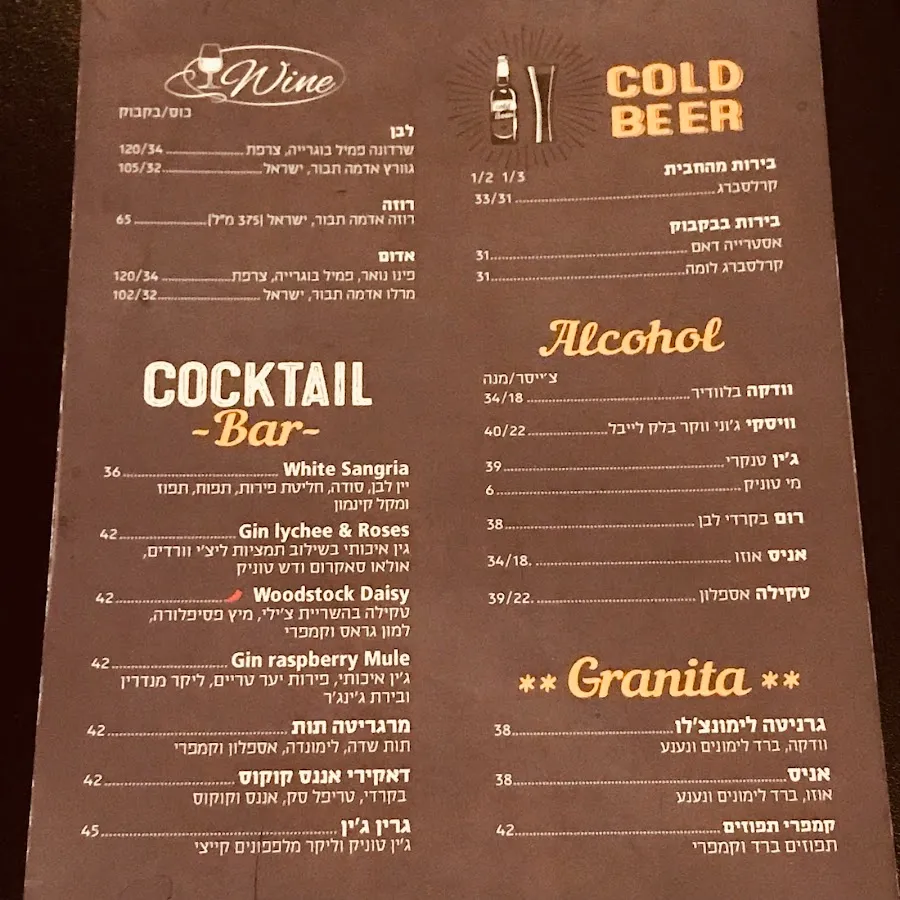 Wine
כוס/בקבוק
לבן
שרדונה פמיל בוגרייה, צרפת 120/34
גוורץ אדמה תבור, ישראל 105/32
רוזה
רוזה אדמה תבור, ישראל (375 מ"ל) 65
אדום
פינו נואר, פמיל בוגרייה, צרפת 120/34
מרלו אדמה תבור, ישראל 102/32
COCKTAIL
~Bar~
White Sangria 36
יין לבן, סודה, חליטת פירות, תפוח, תפוז
ומקל קינמון
Gin lychee & Roses 42
גין איכותי בשילוב תמציות ליצ'י וורדים,
אולאו סאקרום ודש טוניק
Woodstock Daisy 42
טקילה בהשריית צ'ילי, מיץ פסיפלורה,
למון גראס וקמפרי
Gin raspberry Mule 42
ג'ין איכותי, פירות יער טריים, ליקר מנדרין
ובירת ג'ינג'ר
מרגריטה תות 42
תות שדה, לימונדה, אספלון וקמפרי
דאקירי אננס קוקוס 42
בקרדי, טריפל סק, אננס וקוקוס
גרין ג'ין 45
ג'ין טוניק וליקר מלפפונים קייצי
COLD
BEER
בירות מהחבית 1/2 1/3
קרלסברג 33/31
בירות בבקבוק
אסטרייה דאם 31
קרלסברג לומה 31
Alcohol
צ'ייסר/מנה
וודקה בלוודיר 34/18
וויסקי ג'וני ווקר בלק לייבל 40/22
ג'ין טנקרי 39
מי טוניק 6
רום בקרדי לבן 38
אניס אוזו 34/18
טקילה אספלון 39/22
** Granita **
גרניטה לימונצ'לו 38
וודקה, ברד לימונים ונענע
אניס 38
אוזו, ברד לימונים ונענע
קמפרי תפוזים 42
תפוזים ברד וקמפרי